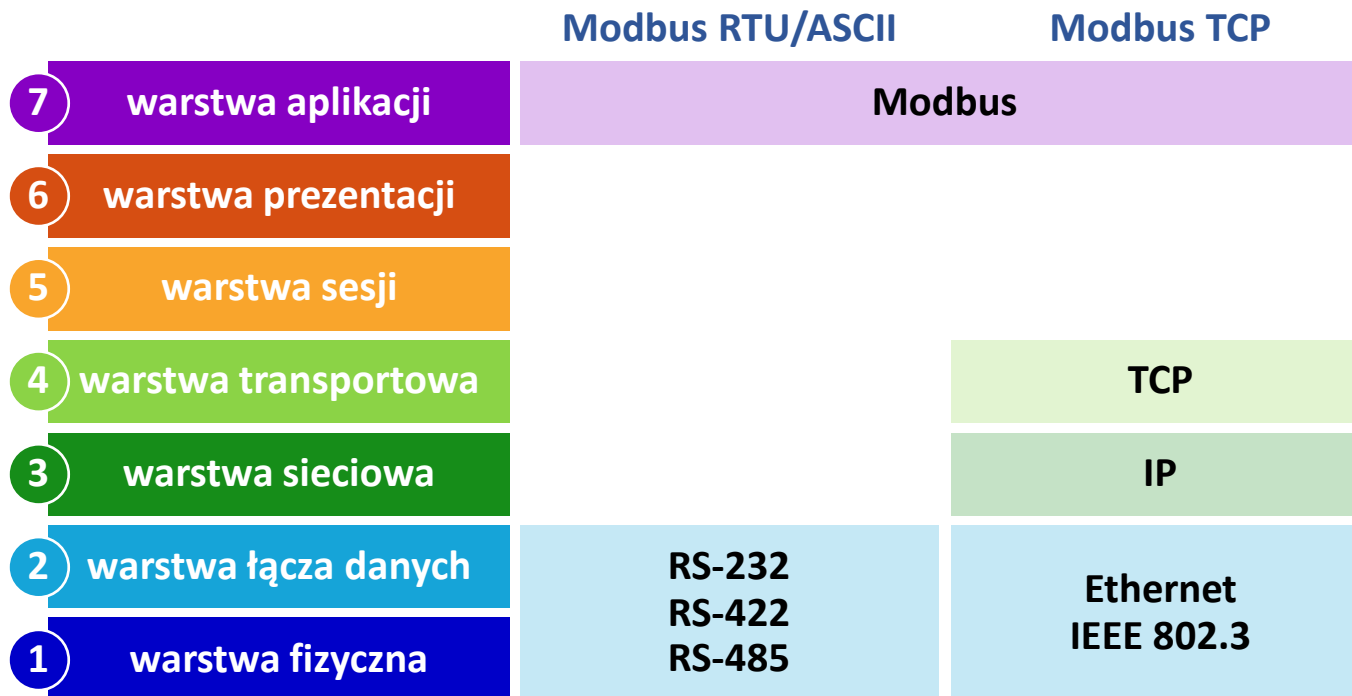 Modbus RTU/ASCII Modbus TCP
7 warstwa aplikacji Modbus
6 warstwa prezentacji
5 warstwa sesji
4 warstwa transportowa TCP
3 warstwa sieciowa IP
2 warstwa łącza danych
1 warstwa fizyczna
RS-232
RS-422
RS-485
Ethernet
IEEE 802.3